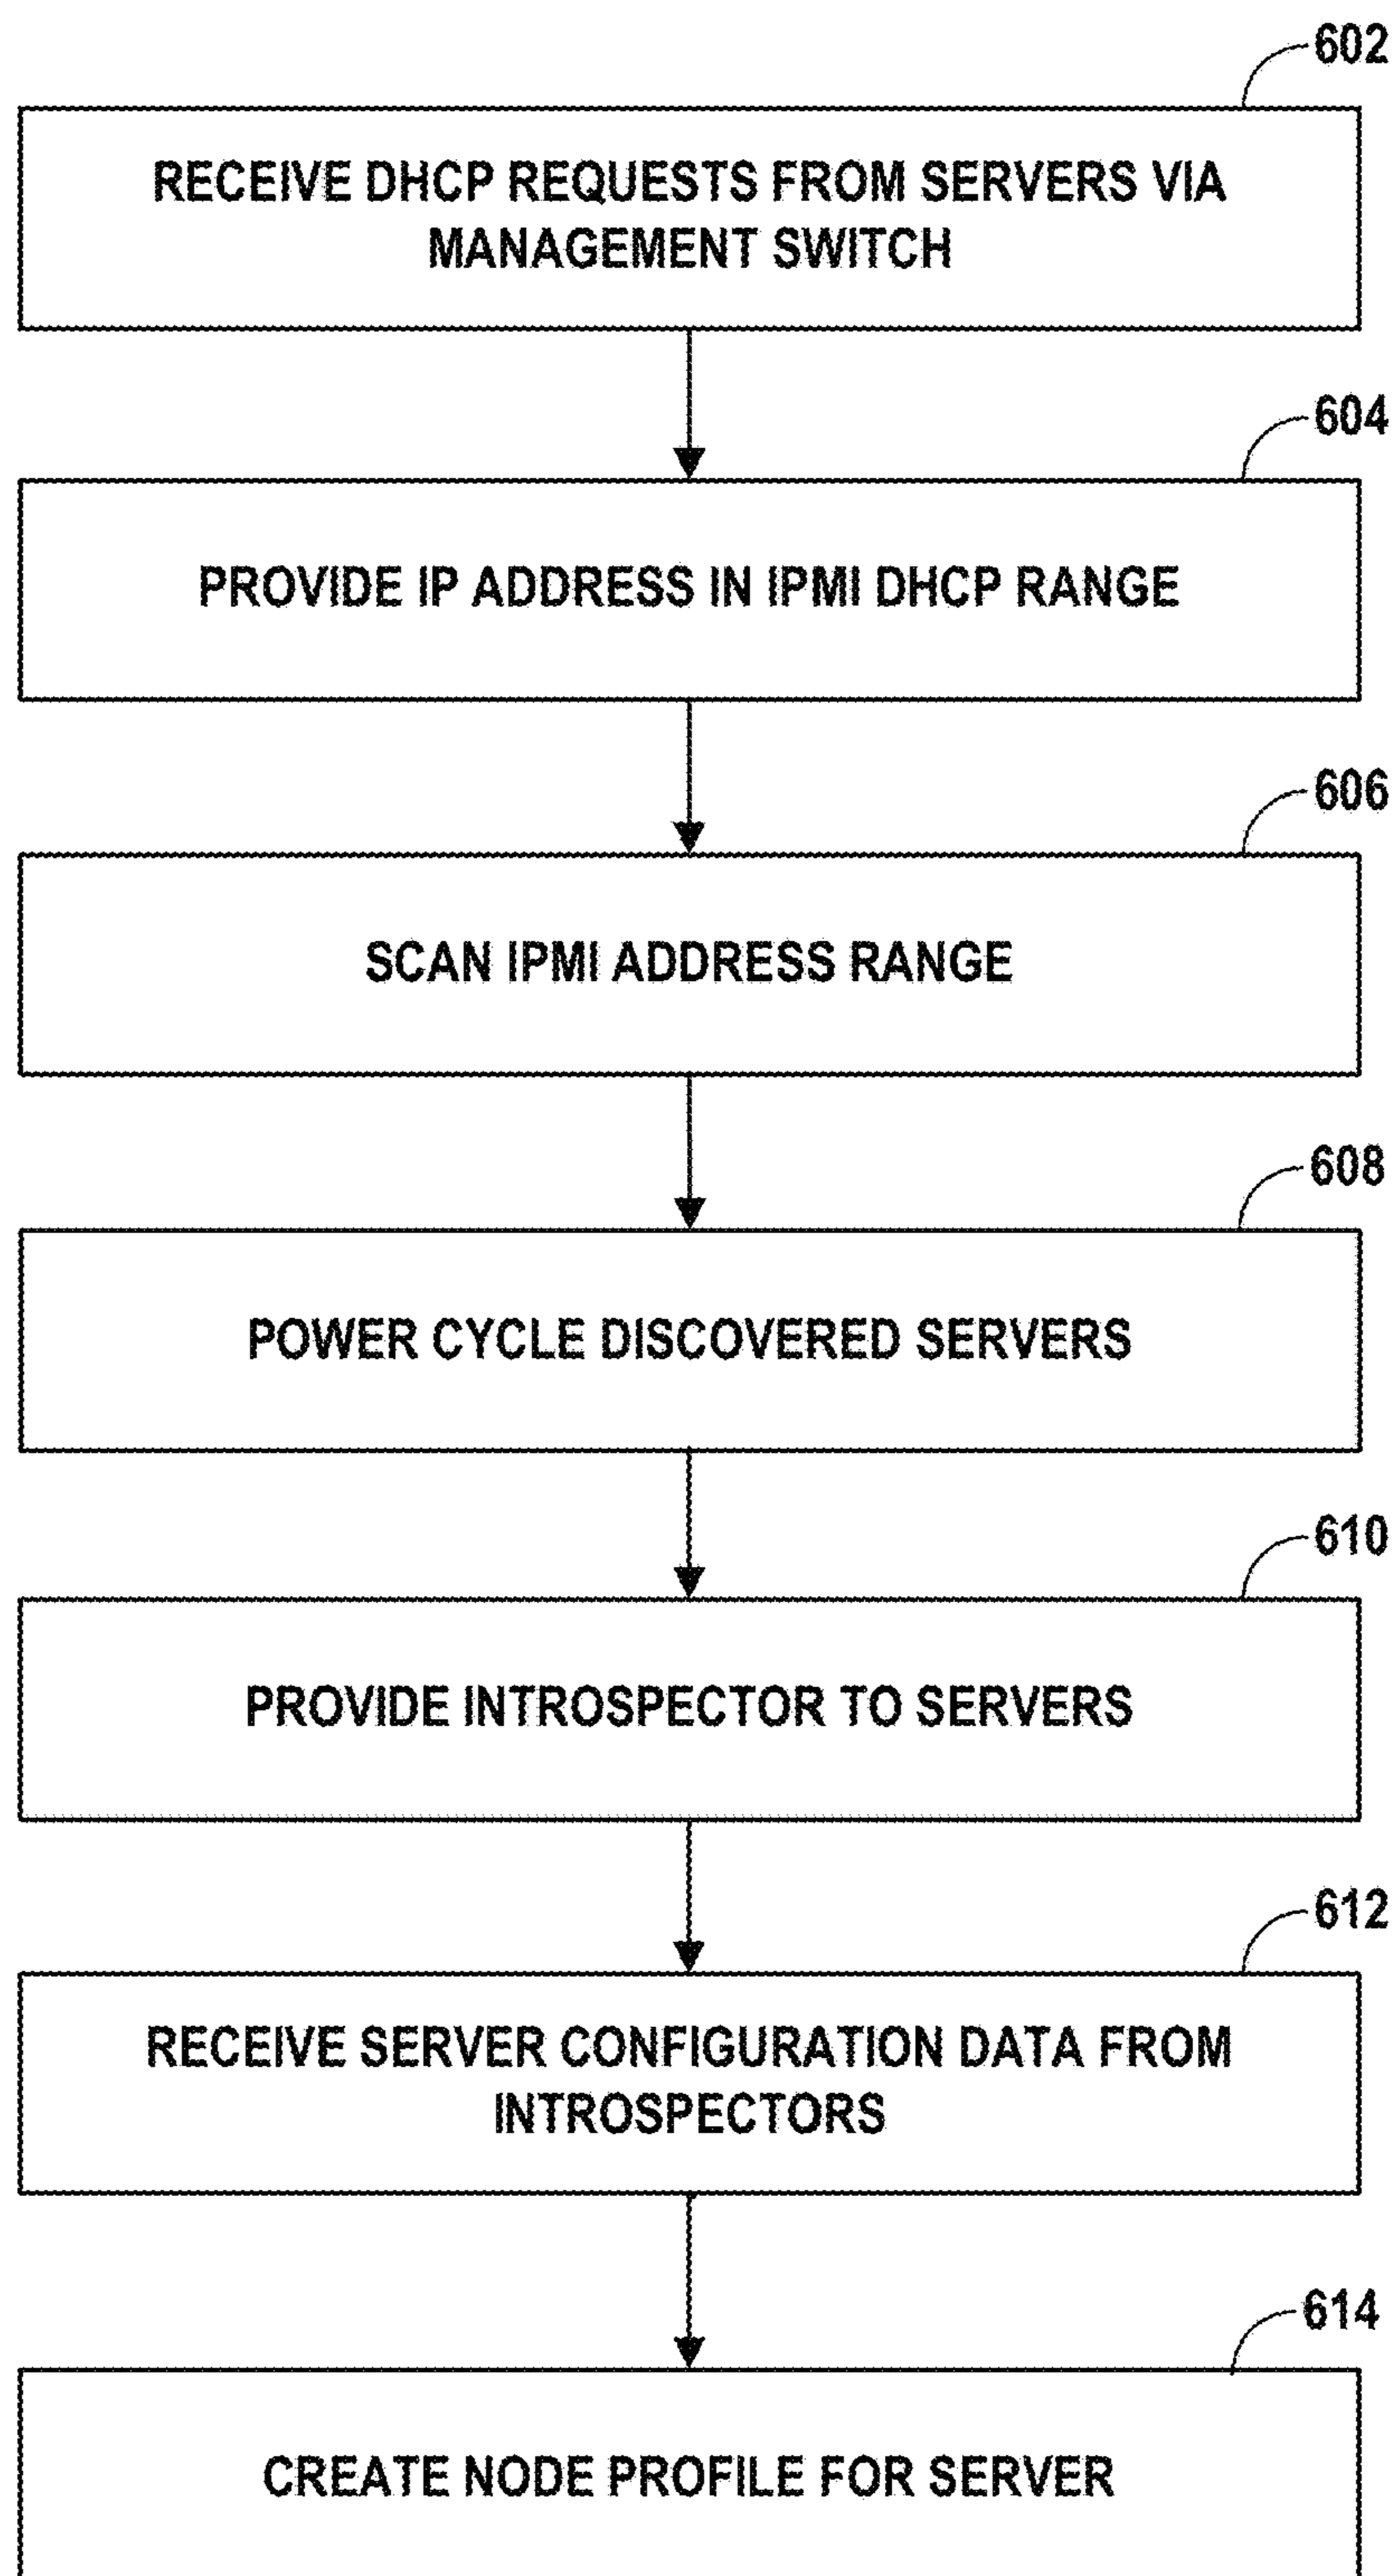 602
RECEIVE DHCP REQUESTS FROM SERVERS VIA
MANAGEMENT SWITCH
604
PROVIDE IP ADDRESS IN IPMI DHCP RANGE
606
SCAN IPMI ADDRESS RANGE
608
POWER CYCLE DISCOVERED SERVERS
610
PROVIDE INTROSPECTOR TO SERVERS
612
RECEIVE SERVER CONFIGURATION DATA FROM
INTROSPECTORS
614
CREATE NODE PROFILE FOR SERVER